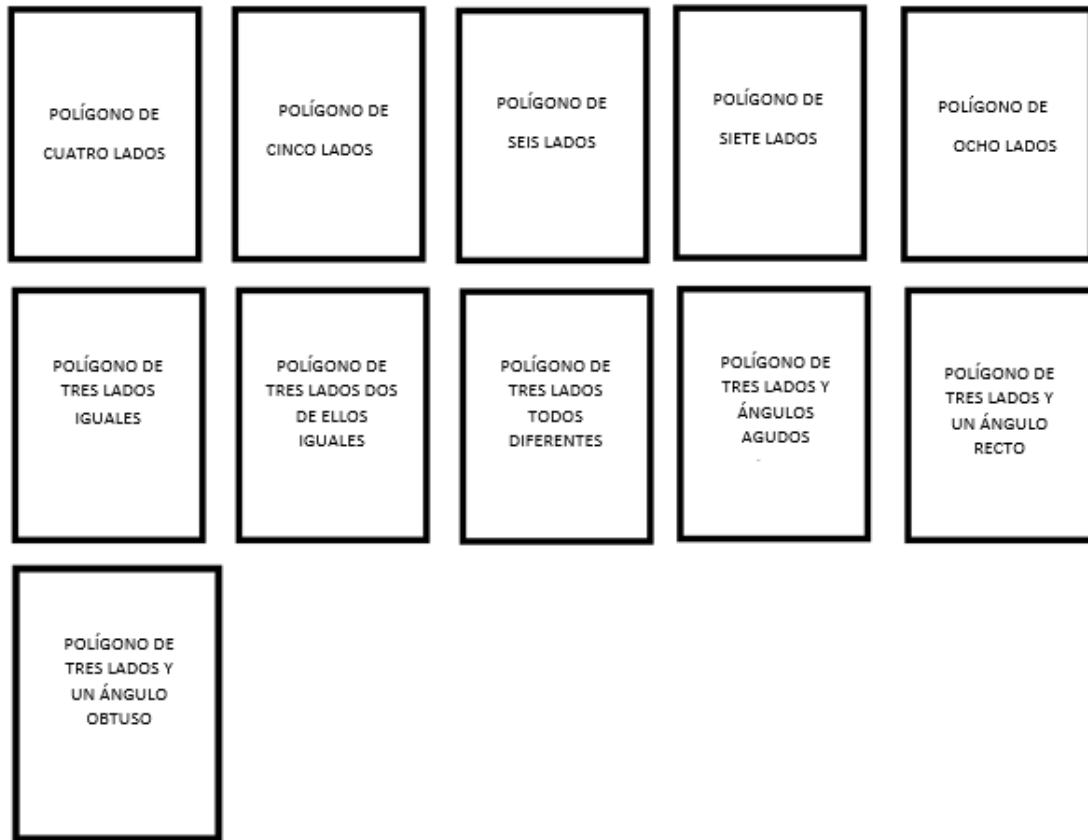 POLÍGONO DE
CUATRO LADOS
POLÍGONO DE
CINCO LADOS
POLÍGONO DE
SEIS LADOS
POLÍGONO DE
SIETE LADOS
POLÍGONO DE
OCHO LADOS
POLÍGONO DE
TRES LADOS
IGUALES
POLÍGONO DE
TRES LADOS DOS
DE ELLOS
IGUALES
POLÍGONO DE
TRES LADOS
TODOS
DIFERENTES
POLÍGONO DE
TRES LADOS Y
ÁNGULOS
AGUDOS
POLÍGONO DE
TRES LADOS Y
UN ÁNGULO
RECTO
POLÍGONO DE
TRES LADOS Y
UN ÁNGULO
OBTUSO